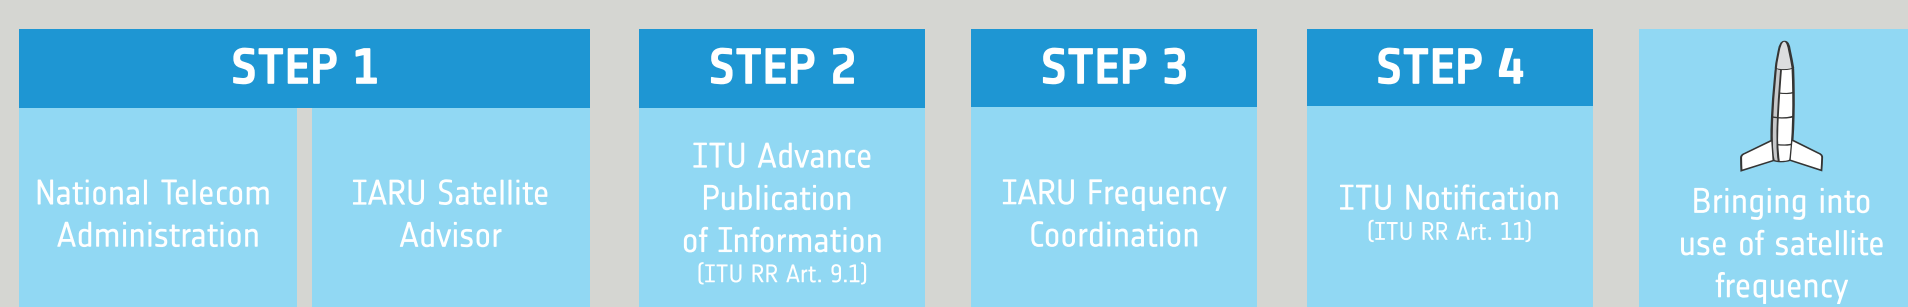 STEP 1
National Telecom
Administration
IARU Satellite
Advisor
STEP 2
ITU Advance
Publication
of Information
(ITU RR Art. 9.1)
STEP 3
IARU Frequency
Coordination
STEP 4
ITU Notification
(ITU RR Art. 11)
Bringing into
use of satellite
frequency